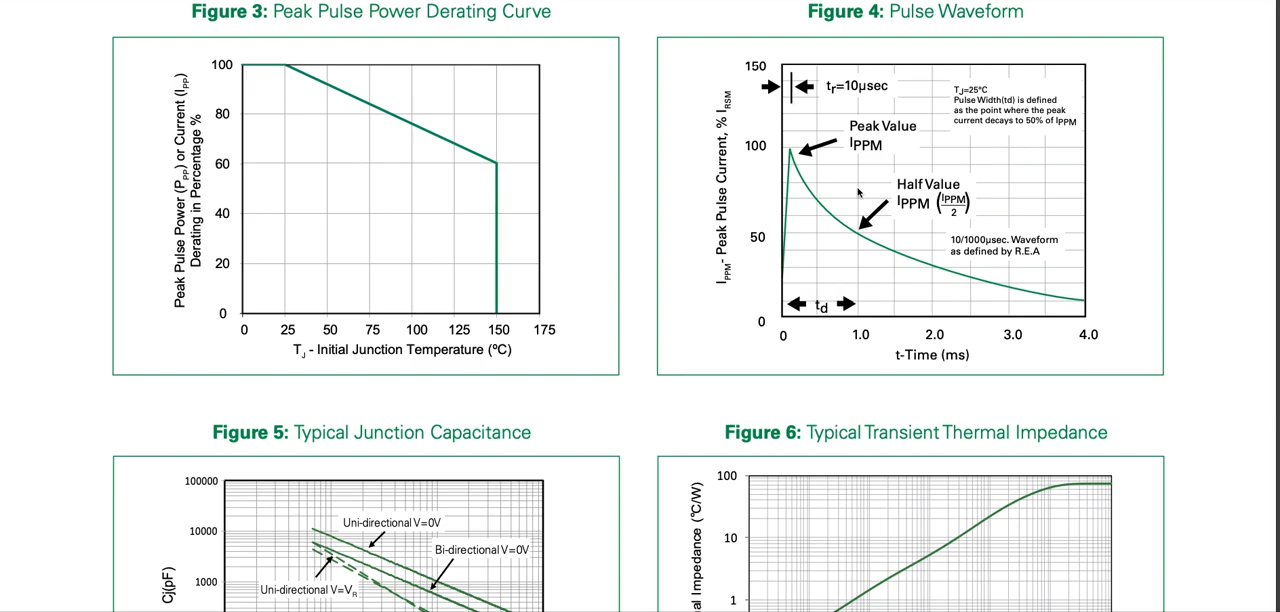 Figure 3: Peak Pulse Power Derating Curve
Peak Pulse Power (PPP) or Current (IPP)
Derating in Percentage %
100
80
60
40
20
0
0 25 50 75 100 125 150 175
TJ - Initial Junction Temperature (ºC)
Figure 4: Pulse Waveform
IPPM- Peak Pulse Current, % IRSM
150
100
50
0
tr=10µsec
TJ=25°C
Pulse Width(td) is defined
as the point where the peak
current decays to 50% of IPPM
Peak Value
IPPM
Half Value
IPPM (IPPM/2)
10/1000µsec. Waveform
as defined by R.E.A
td
0 1.0 2.0 3.0 4.0
t-Time (ms)
Figure 5: Typical Junction Capacitance
Cj(pF)
100000
10000
1000
Uni-directional V=0V
Bi-directional V=0V
Uni-directional V=VR
Figure 6: Typical Transient Thermal Impedance
al Impedance (°C/W)
100
10
1